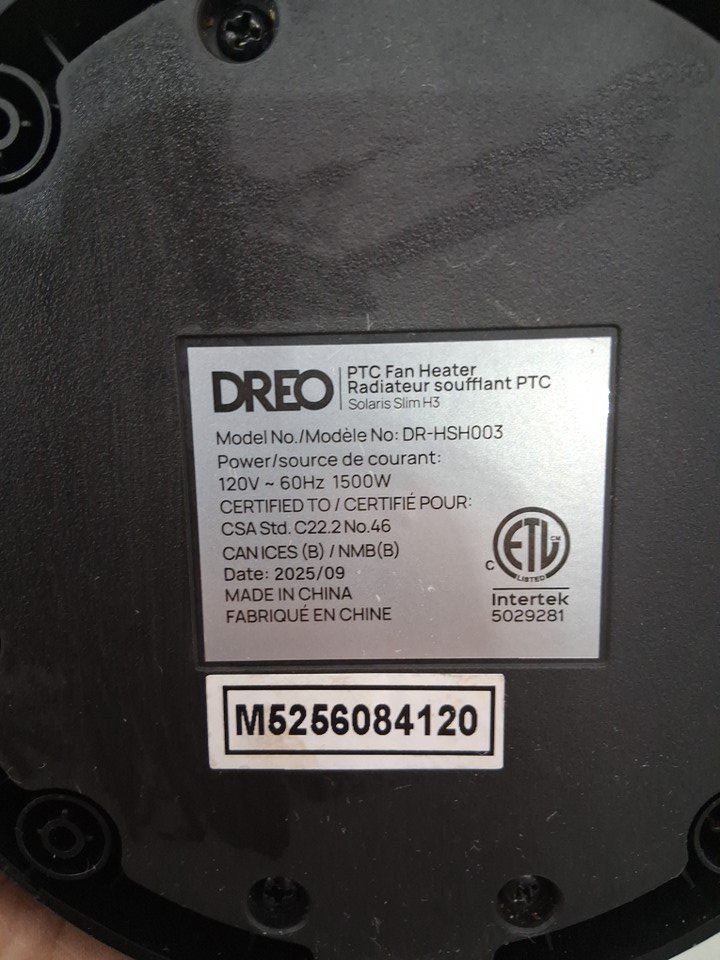 DREO
PTC Fan Heater
Radiateur soufflant PTC
Solaris Slim H3
Model No./Modèle No: DR-HSH003
Power/source de courant:
120V ~ 60Hz 1500W
CERTIFIED TO / CERTIFIÉ POUR:
CSA Std. C22.2 No.46
CAN ICES (B) / NMB(B)
Date: 2025/09
MADE IN CHINA
FABRIQUÉ EN CHINE
C
ETL
CM
LISTED
Intertek
5029281
M5256084120